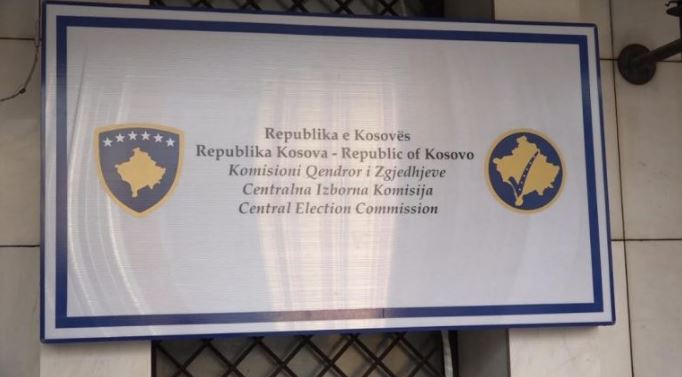 Republika e Kosovës
Republika Kosova - Republic of Kosovo
Komisioni Qendror i Zgjedhjeve
Centralna Izborna Komisija
Central Election Commission